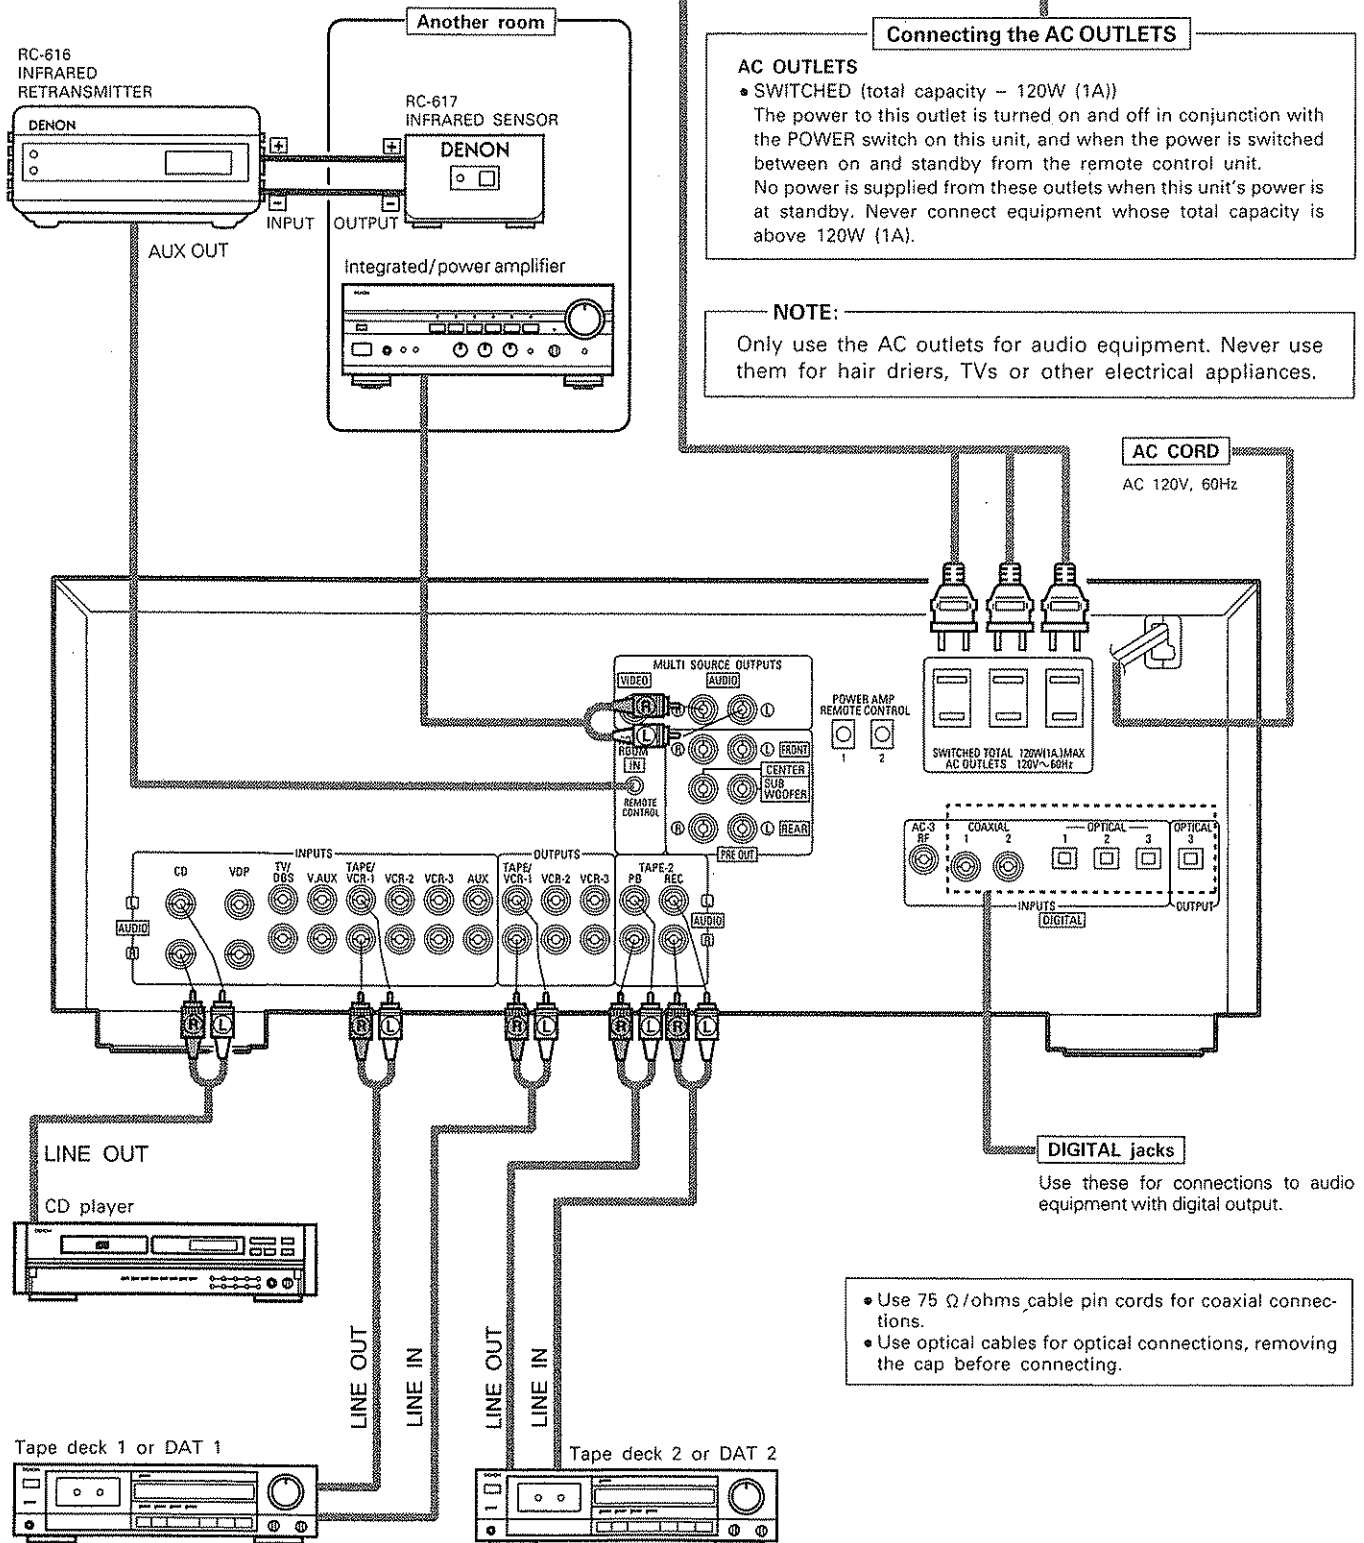 Another room
RC-616
INFRARED
RETRANSMITTER
DENON
RC-617
INFRARED SENSOR
DENON
+
+
-
-
INPUT
OUTPUT
AUX OUT
Integrated/power amplifier
DENON
Connecting the AC OUTLETS
AC OUTLETS
• SWITCHED (total capacity – 120W (1A))
The power to this outlet is turned on and off in conjunction with
the POWER switch on this unit, and when the power is switched
between on and standby from the remote control unit.
No power is supplied from these outlets when this unit's power is
at standby. Never connect equipment whose total capacity is
above 120W (1A).
NOTE:
Only use the AC outlets for audio equipment. Never use
them for hair driers, TVs or other electrical appliances.
AC CORD
AC 120V, 60Hz
MULTI SOURCE OUTPUTS
VIDEO
AUDIO
R
R
L
L
ROOM
IN
REMOTE
CONTROL
R
L
FRONT
CENTER
SUB
WOOFER
R
L
REAR
PRE OUT
POWER AMP
REMOTE CONTROL
1
2
SWITCHED TOTAL 120W(1A.)MAX
AC OUTLETS 120V~60Hz
AC-3
RF
COAXIAL
1
2
OPTICAL
1
2
3
OPTICAL
3
INPUTS
OUTPUT
DIGITAL
INPUTS
OUTPUTS
CD
VDP
TV/
DBS
V.AUX
TAPE/
VCR-1
VCR-2
VCR-3
AUX
TAPE/
VCR-1
VCR-2
VCR-3
TAPE-2
PB
REC
L
AUDIO
R
L
AUDIO
R
R
L
R
L
R
L
R
L
R
L
LINE OUT
CD player
DENON
DIGITAL jacks
Use these for connections to audio
equipment with digital output.
• Use 75 Ω/ohms cable pin cords for coaxial connec-
tions.
• Use optical cables for optical connections, removing
the cap before connecting.
LINE OUT
LINE IN
LINE OUT
LINE IN
Tape deck 1 or DAT 1
DENON
Tape deck 2 or DAT 2
DENON